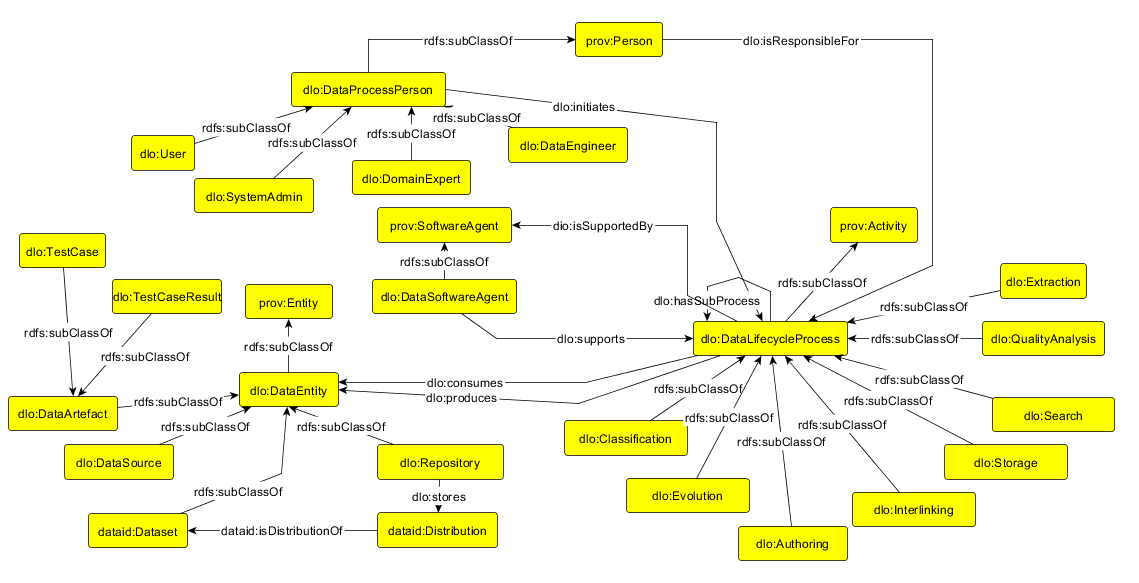 rdfs:subClassOf
prov:Person
dlo:isResponsibleFor
dlo:DataProcessPerson
dlo:initiates
rdfs:subClassOf
rdfs:subClassOf
rdfs:subClassOf
rdfs:subClassOf
dlo:User
dlo:DataEngineer
dlo:SystemAdmin
dlo:DomainExpert
prov:SoftwareAgent
dio:isSupportedBy
prov:Activity
dlo:TestCase
rdfs:subClassOf
rdfs:subClassOf
dlo:TestCaseResult
prov:Entity
dlo:DataSoftwareAgent
dlo:hasSubProcess
dlo:Extraction
rdfs:subClassOf
rdfs:subClassOf
rdfs:subClassOf
rdfs:subClassOf
dlo:supports
dlo:DataLifecycleProcess
rdfs:subClassOf
dlo:QualityAnalysis
rdfs:subClassOf
dlo:DataEntity
dlo:consumes
dlo:produces
rdfs:subClassOf
rdfs:subClassOf
dlo:DataArtefact
rdfs:subClassOf
rdfs:subClassOf
rdfs:subClassOf
rdfs:subClassOf
rdfs:subClassOf
rdfs:subClassOf
dlo:Search
dlo:Classification
rdfs:subClassOf
dlo:DataSource
dlo:Repository
dlo:Storage
rdfs:subClassOf
dlo:stores
dlo:Evolution
dlo:Interlinking
dataid:Dataset
dataid:isDistributionOf
dataid:Distribution
dlo:Authoring